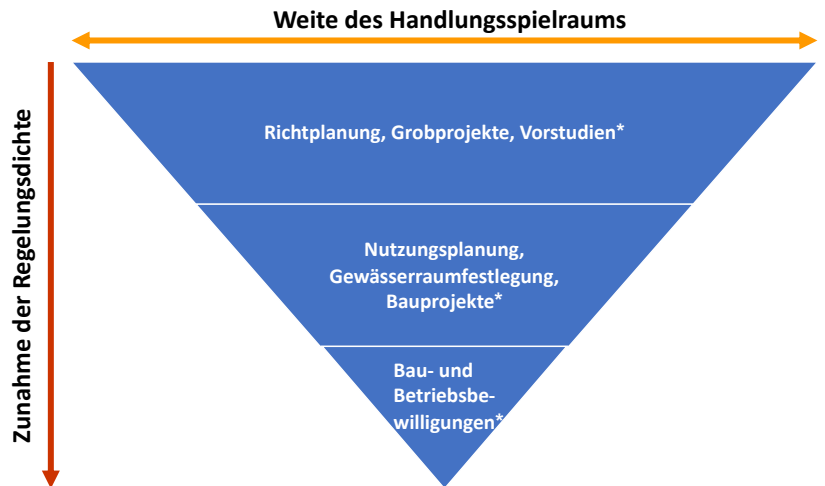 Weite des Handlungsspielraums
Zunahme der Regelungsdichte
Richtplanung, Grobprojekte, Vorstudien*
Nutzungsplanung,
Gewässerraumfestlegung,
Bauprojekte*
Bau- und
Betriebsbe-
willigungen*